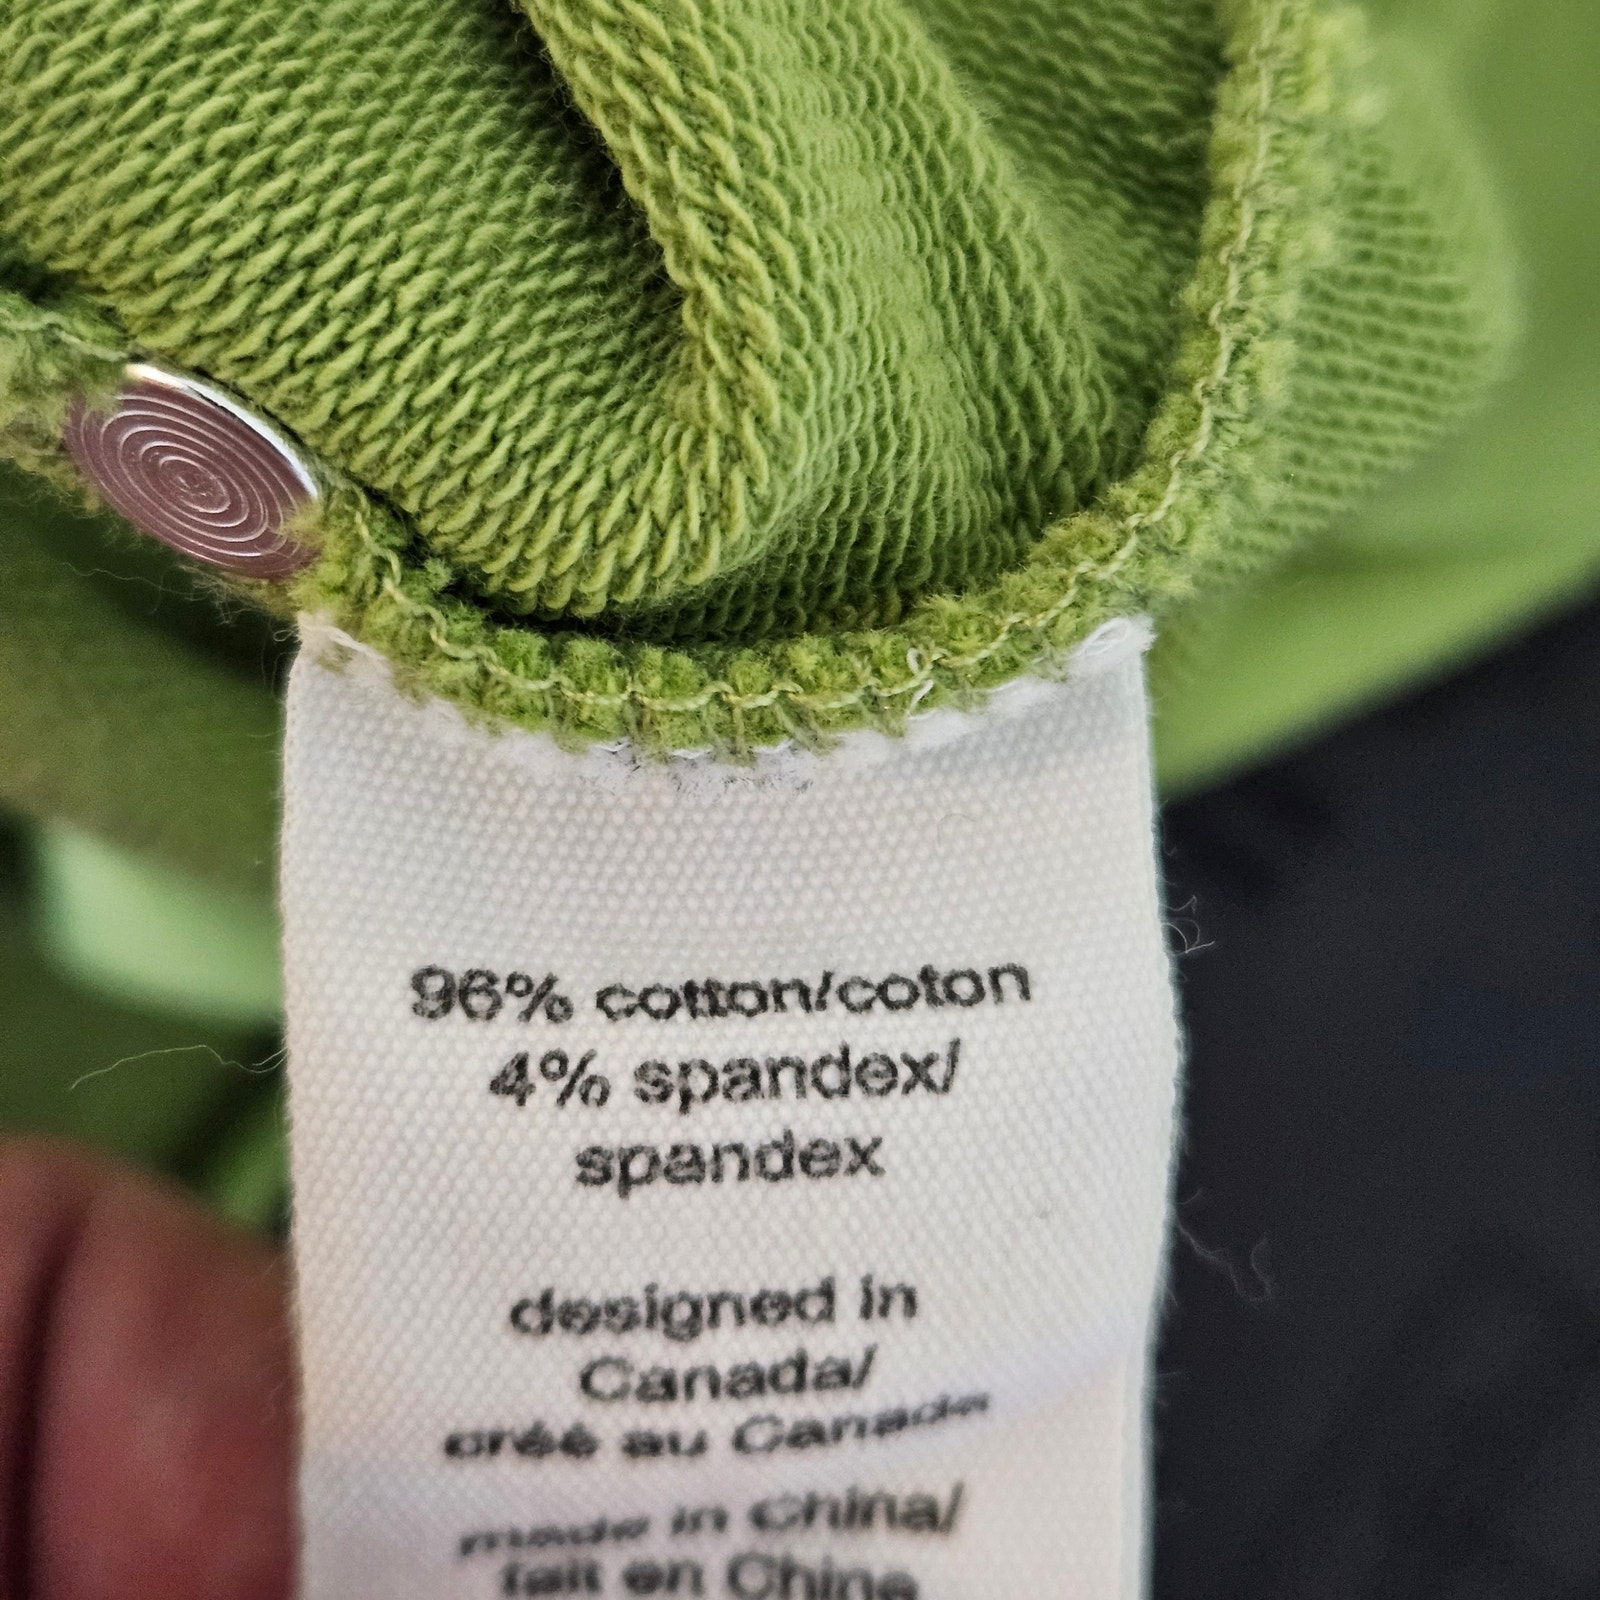 96% cotton/coton
4% spandex/
spandex
designed in
Canada/
créé au Canada
made in China/
fait en Chine